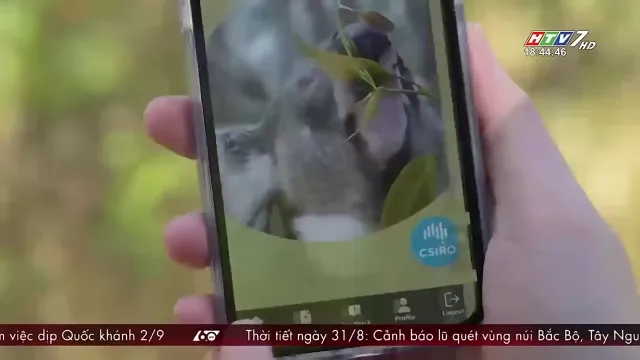 HTV7 HD
18:44:46
CSIRO
Profile
Logout
m việc dịp Quốc khánh 2/9
Thời tiết ngày 31/8: Cảnh báo lũ quét vùng núi Bắc Bộ, Tây Ngu